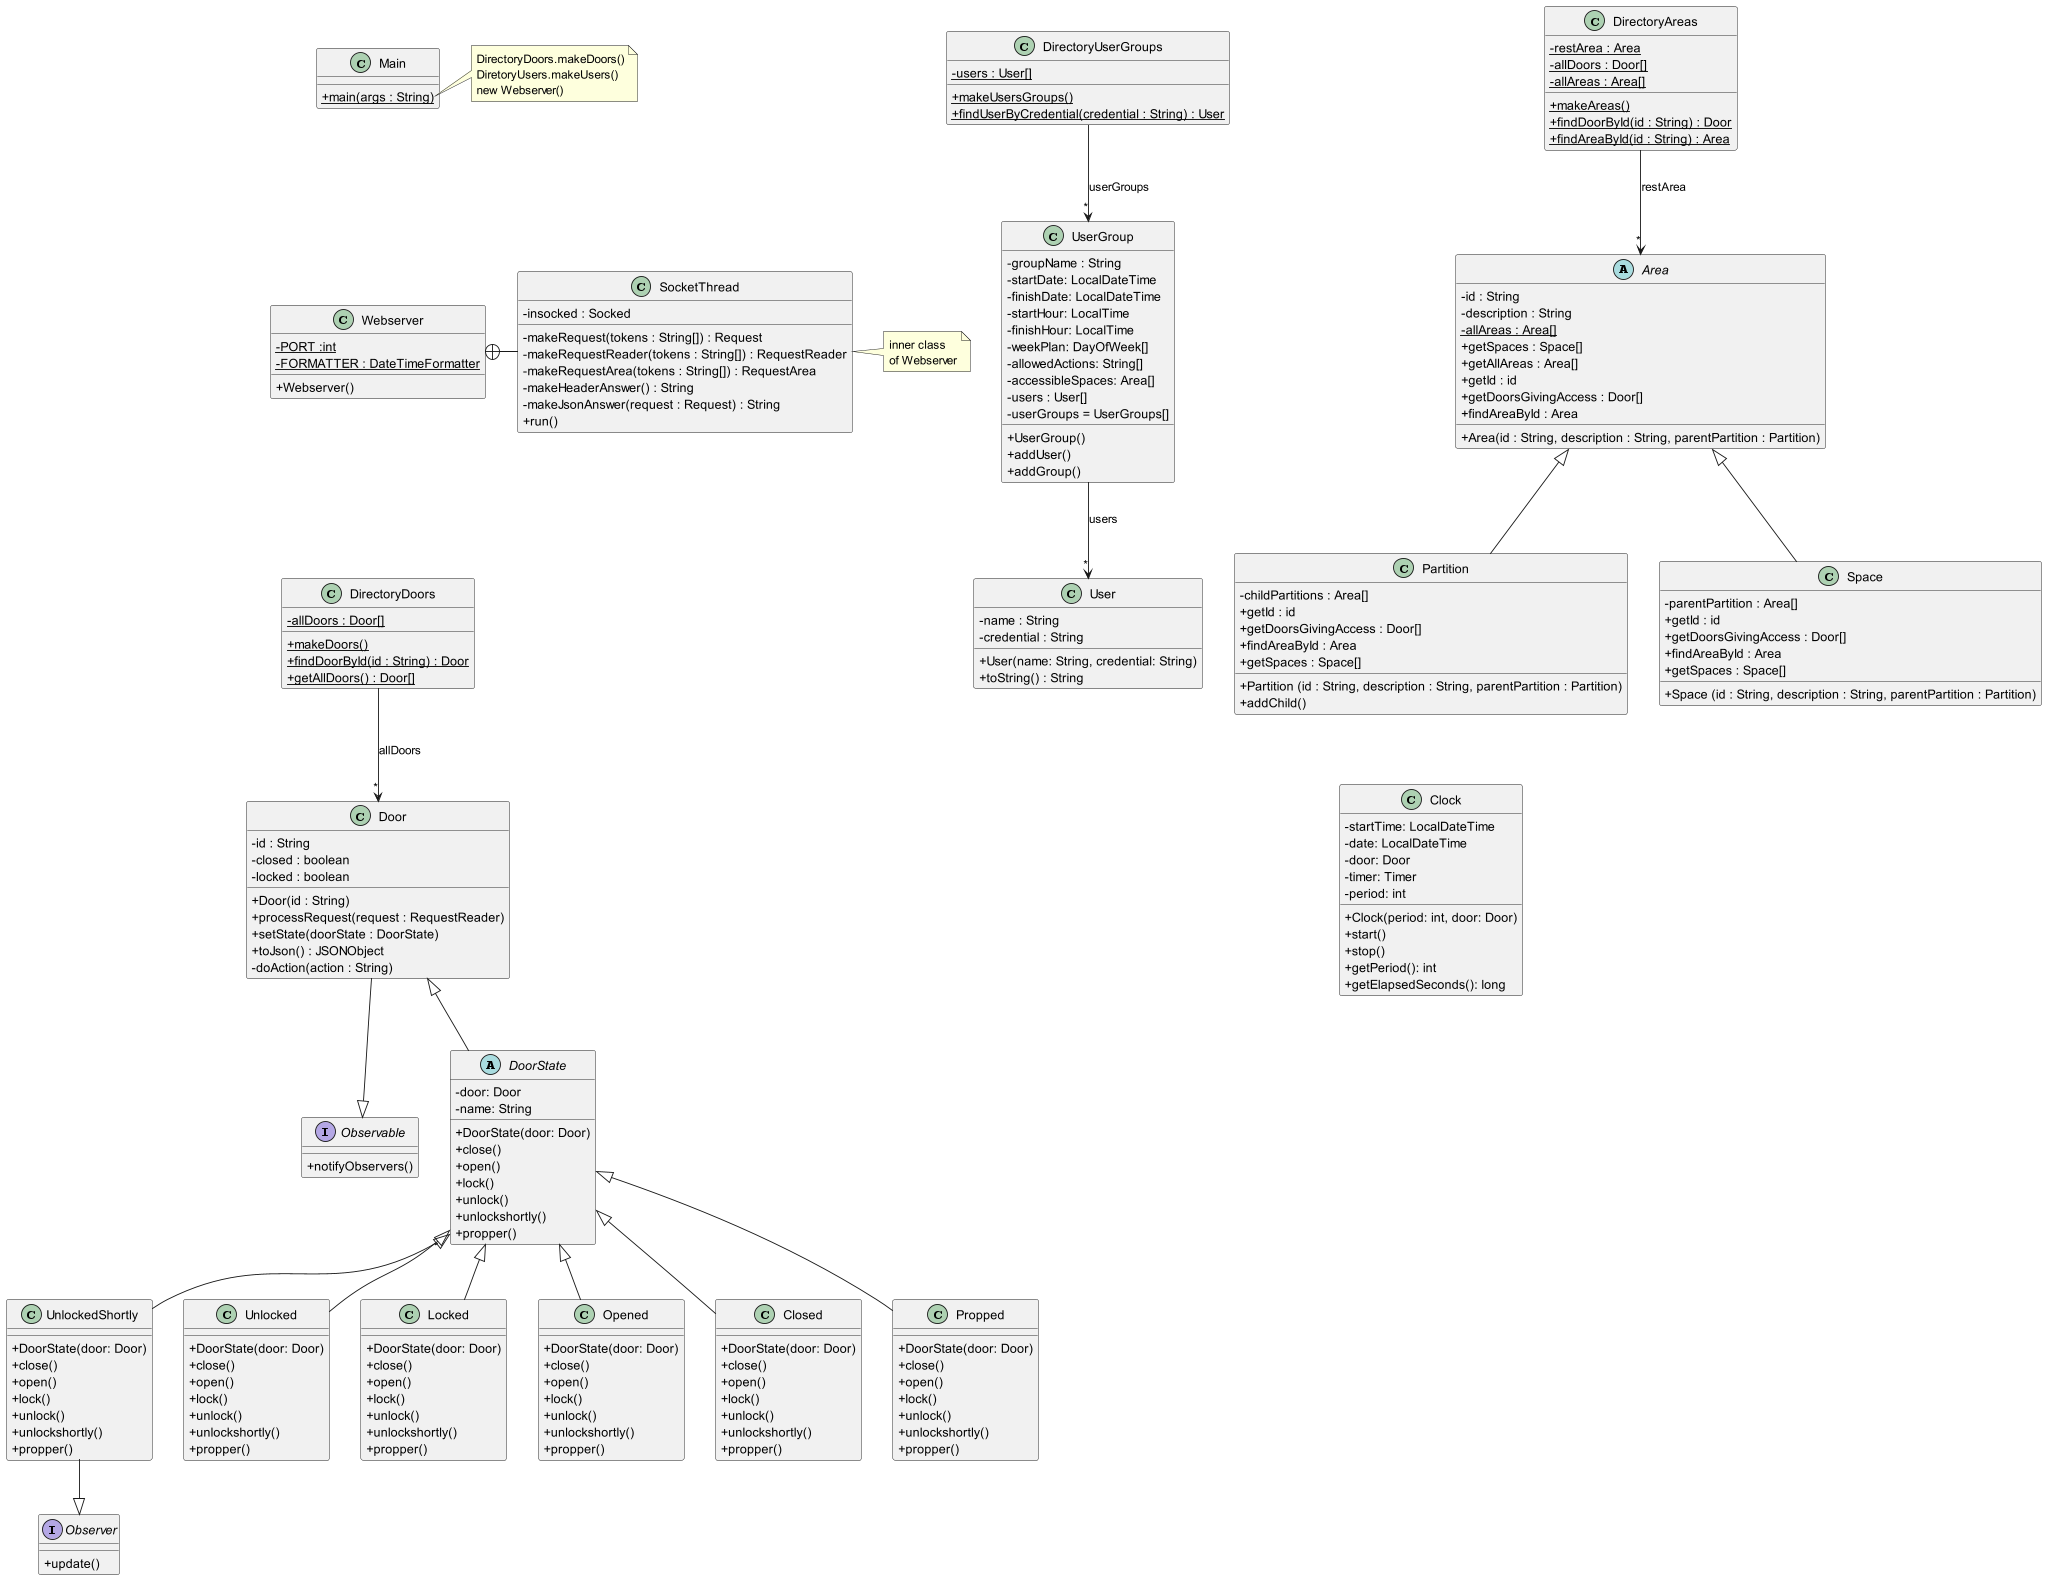 Main
+main(args : String)
DirectoryDoors.makeDoors()
DiretoryUsers.makeUsers()
new Webserver()
DirectoryUserGroups
-users : User[]
+makeUsersGroups()
+findUserByCredential(credential : String) : User
DirectoryAreas
-restArea : Area
-allDoors : Door[]
-allAreas : Area[]
+makeAreas()
+findDoorById(id : String) : Door
+findAreaById(id : String) : Area
userGroups
*
restArea
*
Webserver
-PORT :int
-FORMATTER : DateTimeFormatter
+Webserver()
SocketThread
-insocked : Socked
-makeRequest(tokens : String[]) : Request
-makeRequestReader(tokens : String[]) : RequestReader
-makeRequestArea(tokens : String[]) : RequestArea
-makeHeaderAnswer() : String
-makeJsonAnswer(request : Request) : String
+run()
inner class
of Webserver
UserGroup
-groupName : String
-startDate: LocalDateTime
-finishDate: LocalDateTime
-startHour: LocalTime
-finishHour: LocalTime
-weekPlan: DayOfWeek[]
-allowedActions: String[]
-accessibleSpaces: Area[]
-users : User[]
-userGroups = UserGroups[]
+UserGroup()
+addUser()
+addGroup()
Area
-id : String
-description : String
-allAreas : Area[]
+getSpaces : Space[]
+getAllAreas : Area[]
+getId : id
+getDoorsGivingAccess : Door[]
+findAreaById : Area
+Area(id : String, description : String, parentPartition : Partition)
users
*
DirectoryDoors
-allDoors : Door[]
+makeDoors()
+findDoorById(id : String) : Door
+getAllDoors() : Door[]
User
-name : String
-credential : String
+User(name: String, credential: String)
+toString() : String
Partition
-childPartitions : Area[]
+getId : id
+getDoorsGivingAccess : Door[]
+findAreaById : Area
+getSpaces : Space[]
+Partition (id : String, description : String, parentPartition : Partition)
+addChild()
Space
-parentPartition : Area[]
+getId : id
+getDoorsGivingAccess : Door[]
+findAreaById : Area
+getSpaces : Space[]
+Space (id : String, description : String, parentPartition : Partition)
allDoors
*
Door
-id : String
-closed : boolean
-locked : boolean
+Door(id : String)
+processRequest(request : RequestReader)
+setState(doorState : DoorState)
+toJson() : JSONObject
-doAction(action : String)
Clock
-startTime: LocalDateTime
-date: LocalDateTime
-door: Door
-timer: Timer
-period: int
+Clock(period: int, door: Door)
+start()
+stop()
+getPeriod(): int
+getElapsedSeconds(): long
Observable
+notifyObservers()
DoorState
-door: Door
-name: String
+DoorState(door: Door)
+close()
+open()
+lock()
+unlock()
+unlockshortly()
+propper()
UnlockedShortly
+DoorState(door: Door)
+close()
+open()
+lock()
+unlock()
+unlockshortly()
+propper()
Unlocked
+DoorState(door: Door)
+close()
+open()
+lock()
+unlock()
+unlockshortly()
+propper()
Locked
+DoorState(door: Door)
+close()
+open()
+lock()
+unlock()
+unlockshortly()
+propper()
Opened
+DoorState(door: Door)
+close()
+open()
+lock()
+unlock()
+unlockshortly()
+propper()
Closed
+DoorState(door: Door)
+close()
+open()
+lock()
+unlock()
+unlockshortly()
+propper()
Propped
+DoorState(door: Door)
+close()
+open()
+lock()
+unlock()
+unlockshortly()
+propper()
Observer
+update()